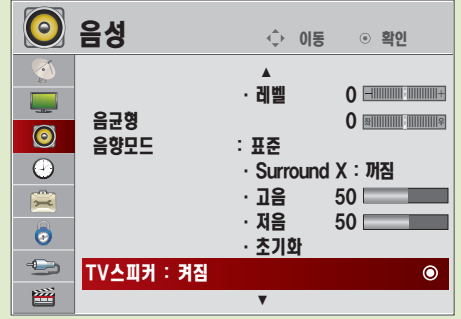 음성 이동 확인
· 레벨 0 - +
음균형 0 좌 우
음향모드 : 표준
· Surround X : 꺼짐
· 고음 50
· 저음 50
· 초기화
TV스피커 : 켜짐